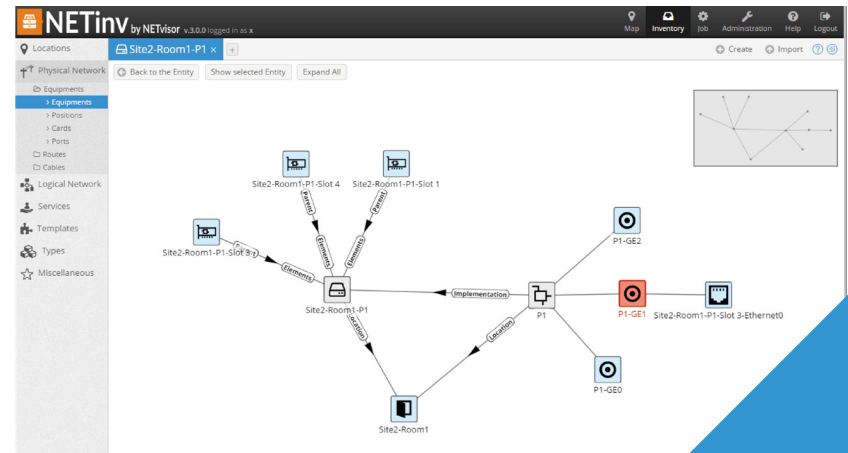 NETinv by NETvisor v.3.0.0 logged in as x
Map Inventory Job Administration Help Logout
Locations
Site2-Room1-P1 × +
Create Import ?
Physical Network
Back to the Entity Show selected Entity Expand All
Equipments
> Equipments
> Positions
> Cards
> Ports
Routes
Cables
Logical Network
Services
Templates
Types
Miscellaneous
Site2-Room1-P1-Slot 4 Site2-Room1-P1-Slot 1
Parent Parent
Elements Elements
Site2-Room1-P1-Slot 3
Elements
P1-GE2
Implementation
Site2-Room1-P1
P1
P1-GE1
Site2-Room1-P1-Slot 3-Ethernet0
Location Location
P1-GE0
Site2-Room1